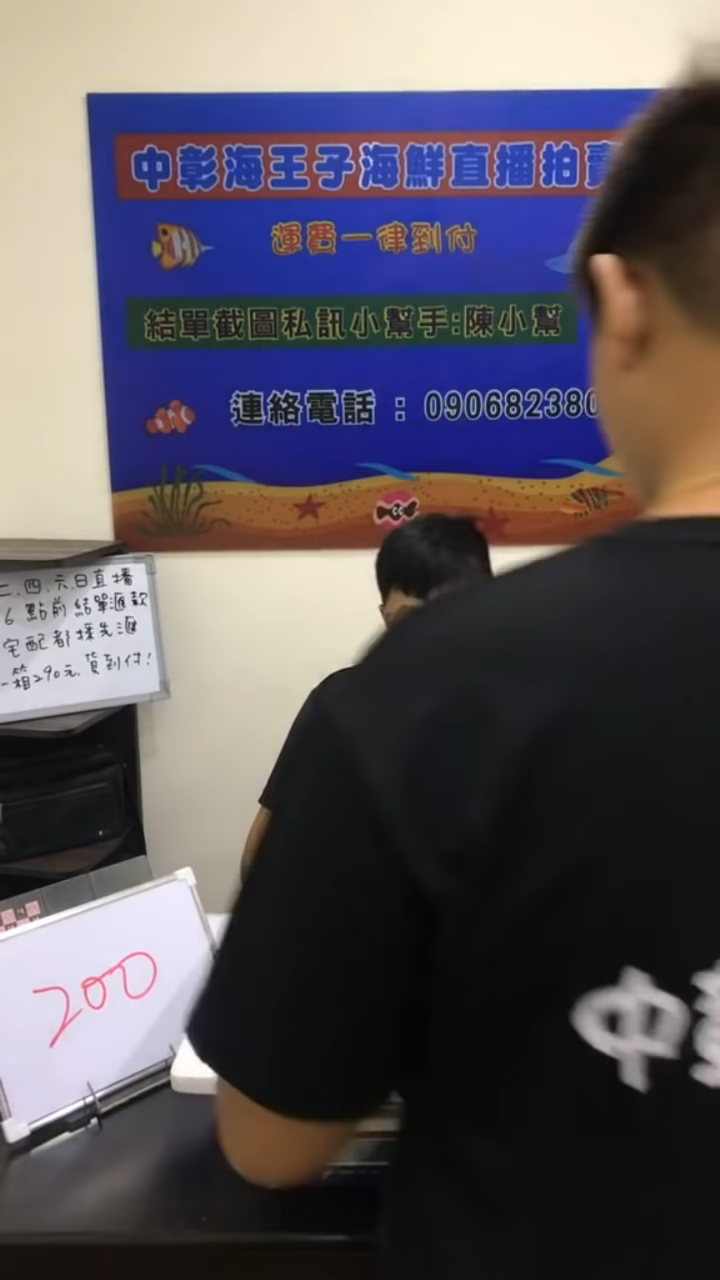 中彰海王子海鮮直播拍賣
運費一律到付
結單截圖私訊小幫手:陳小幫
連絡電話 : 090682380
二.四.六.日直播
6點前結單匯款
宅配都採先匯
一箱290元.貨到付!
200
中彰